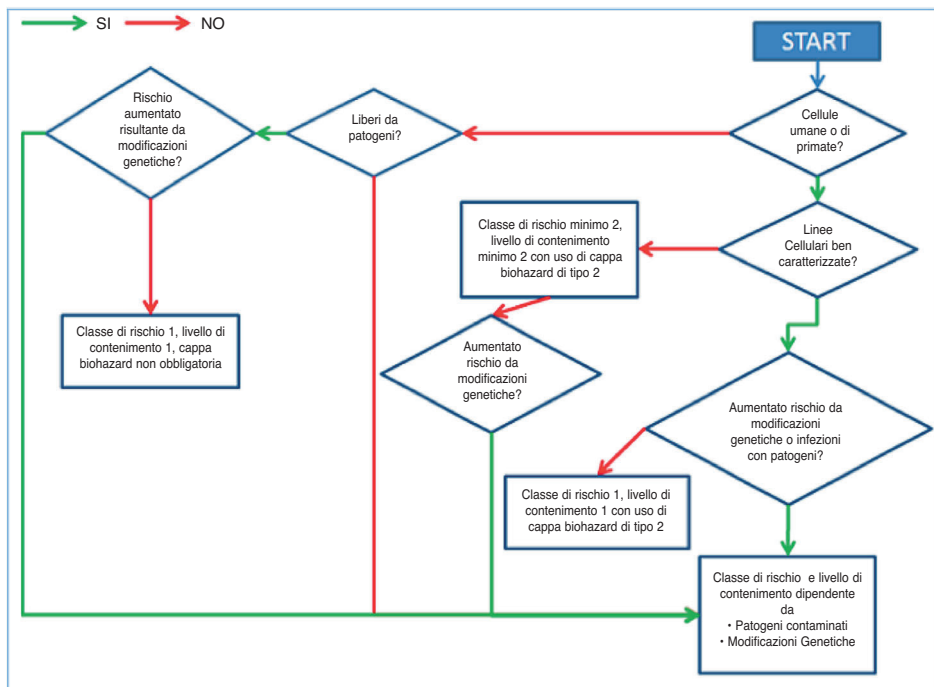 SI
NO
START
Cellule
umane o di
primate?
Liberi da
patogeni?
Rischio
aumentato
risultante da
modificazioni
genetiche?
Linee
Cellulari ben
caratterizzate?
Classe di rischio minimo 2,
livello di contenimento
minimo 2 con uso di cappa
biohazard di tipo 2
Classe di rischio 1, livello di
contenimento 1, cappa
biohazard non obbligatoria
Aumentato
rischio da
modificazioni
genetiche?
Aumentato rischio da
modificazioni
genetiche o infezioni
con patogeni?
Classe di rischio 1, livello di
contenimento 1 con uso di
cappa biohazard di tipo 2
Classe di rischio e livello di
contenimento dipendente
da
• Patogeni contaminati
• Modificazioni Genetiche